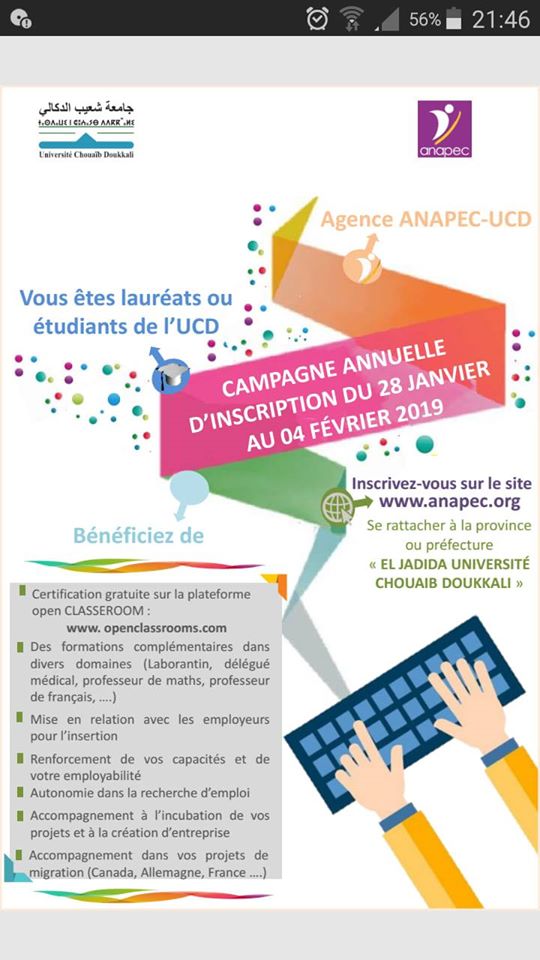 56% 21:46
جامعة شعيب الدكالي
Université Chouaïb Doukkali
anapec
Agence ANAPEC-UCD
Vous êtes lauréats ou
étudiants de l’UCD
CAMPAGNE ANNUELLE
D’INSCRIPTION DU 28 JANVIER
AU 04 FÉVRIER 2019
Inscrivez-vous sur le site
www.anapec.org
Se rattacher à la province
ou préfecture
« EL JADIDA UNIVERSITÉ
CHOUAIB DOUKKALI »
Bénéficiez de
Certification gratuite sur la plateforme
open CLASSEROOM :
www. openclassrooms.com
Des formations complémentaires dans
divers domaines (Laborantin, délégué
médical, professeur de maths, professeur
de français, ….)
Mise en relation avec les employeurs
pour l’insertion
Renforcement de vos capacités et de
votre employabilité
Autonomie dans la recherche d’emploi
Accompagnement à l’incubation de vos
projets et à la création d’entreprise
Accompagnement dans vos projets de
migration (Canada, Allemagne, France ….)